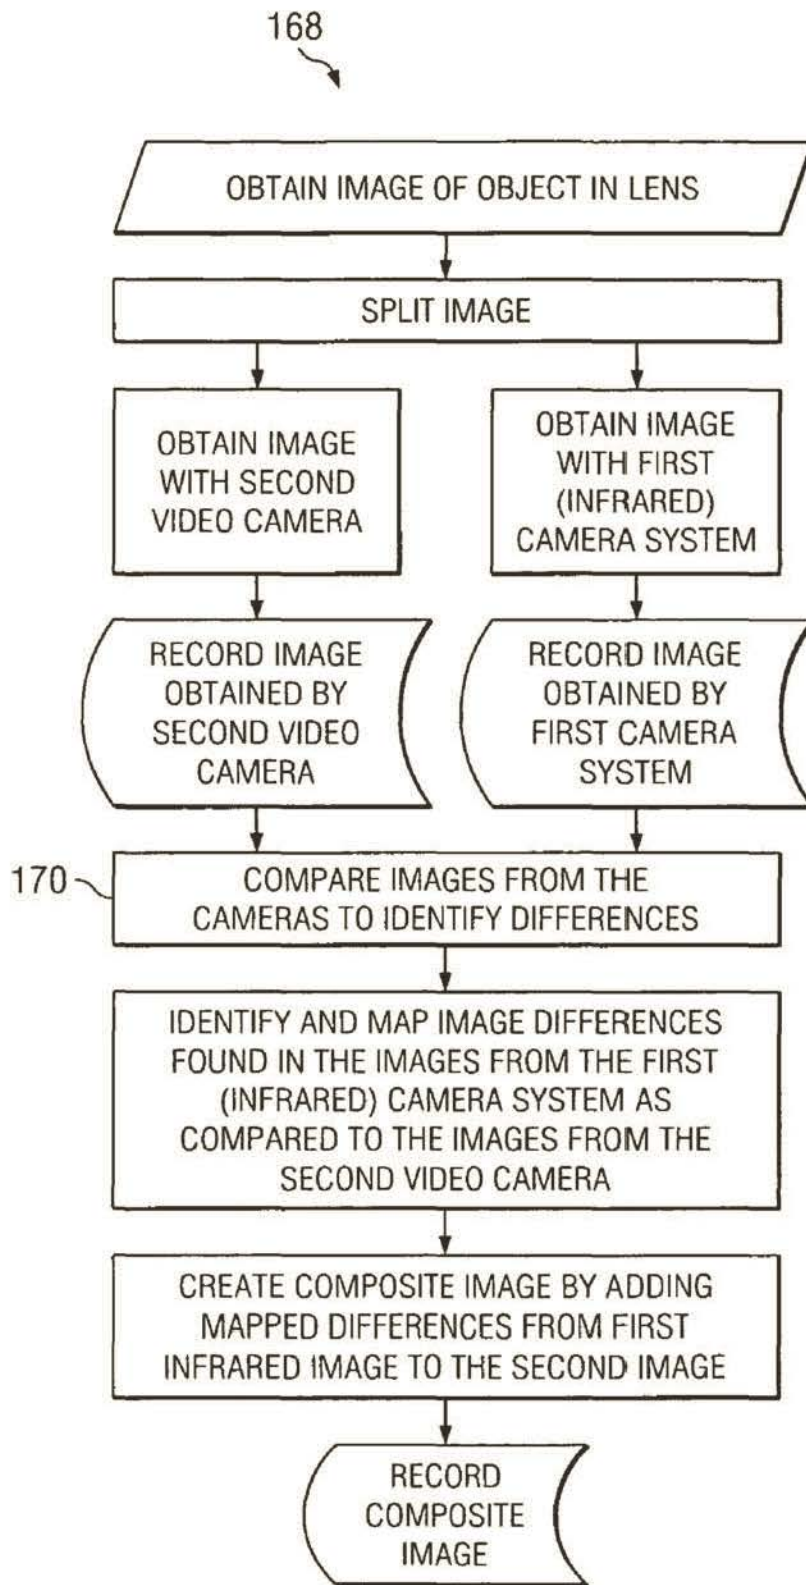 168
OBTAIN IMAGE OF OBJECT IN LENS
SPLIT IMAGE
OBTAIN IMAGE
WITH SECOND
VIDEO CAMERA
OBTAIN IMAGE
WITH FIRST
(INFRARED)
CAMERA SYSTEM
RECORD IMAGE
OBTAINED BY
SECOND VIDEO
CAMERA
RECORD IMAGE
OBTAINED BY
FIRST CAMERA
SYSTEM
170
COMPARE IMAGES FROM THE
CAMERAS TO IDENTIFY DIFFERENCES
IDENTIFY AND MAP IMAGE DIFFERENCES
FOUND IN THE IMAGES FROM THE FIRST
(INFRARED) CAMERA SYSTEM AS
COMPARED TO THE IMAGES FROM THE
SECOND VIDEO CAMERA
CREATE COMPOSITE IMAGE BY ADDING
MAPPED DIFFERENCES FROM FIRST
INFRARED IMAGE TO THE SECOND IMAGE
RECORD
COMPOSITE
IMAGE